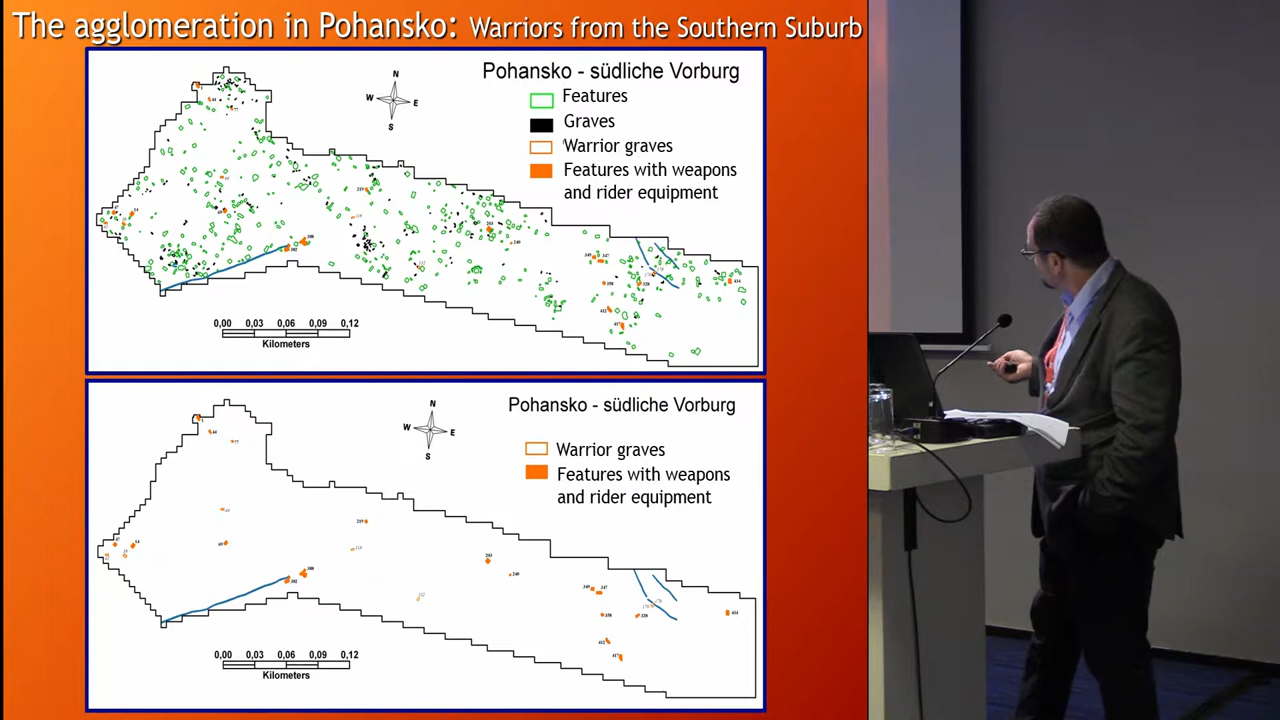 The agglomeration in Pohansko: Warriors from the Southern Suburb
Pohansko - südliche Vorburg
N
W E
S
Features
Graves
Warrior graves
Features with weapons
and rider equipment
0,00 0,03 0,06 0,09 0,12
Kilometers
Pohansko - südliche Vorburg
N
W E
S
Warrior graves
Features with weapons
and rider equipment
0,00 0,03 0,06 0,09 0,12
Kilometers